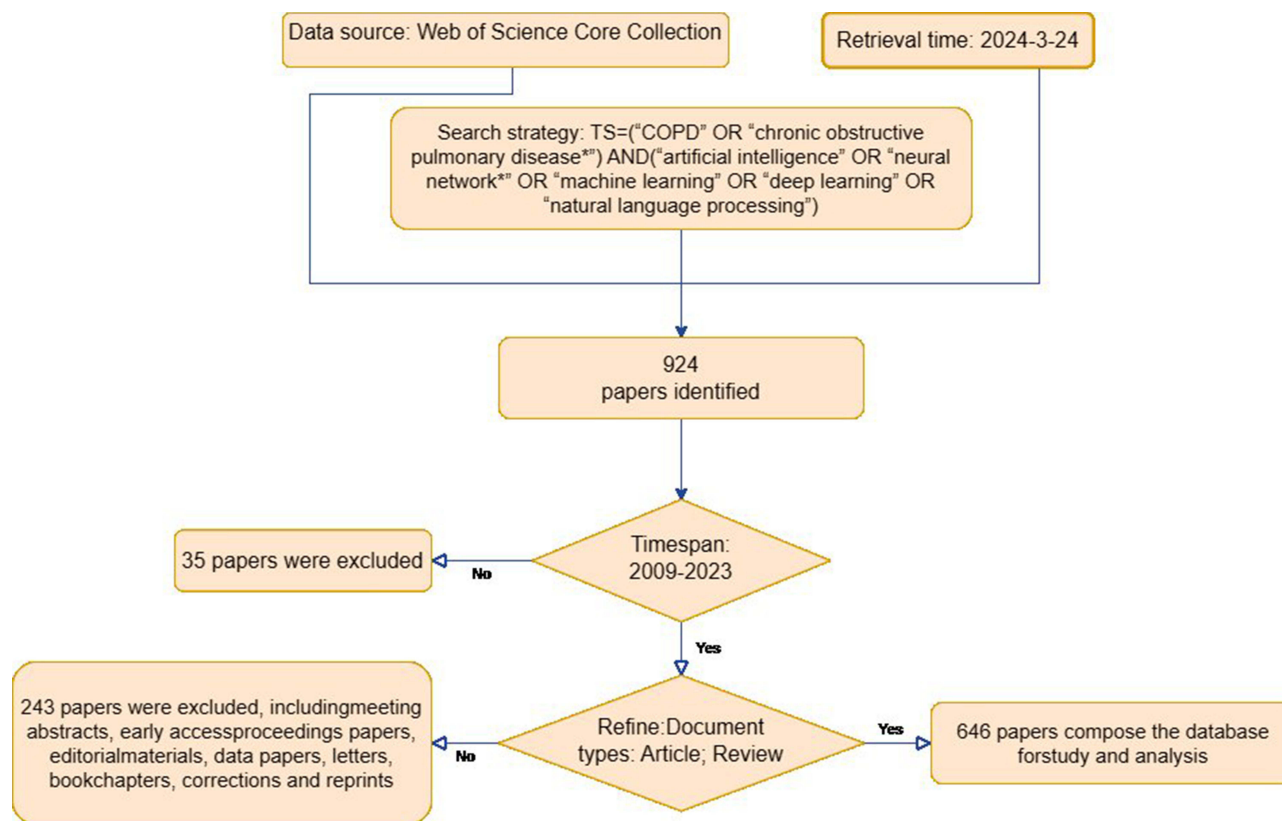 Data source: Web of Science Core Collection
Retrieval time: 2024-3-24
Search strategy: TS=(“COPD” OR “chronic obstructive
pulmonary disease*”) AND(“artificial intelligence” OR “neural
network*” OR “machine learning” OR “deep learning” OR
“natural language processing”)
924
papers identified
Timespan:
2009-2023
No
35 papers were excluded
Yes
Refine:Document
types: Article; Review
No
243 papers were excluded, includingmeeting
abstracts, early accessproceedings papers,
editorialmaterials, data papers, letters,
bookchapters, corrections and reprints
Yes
646 papers compose the database
forstudy and analysis